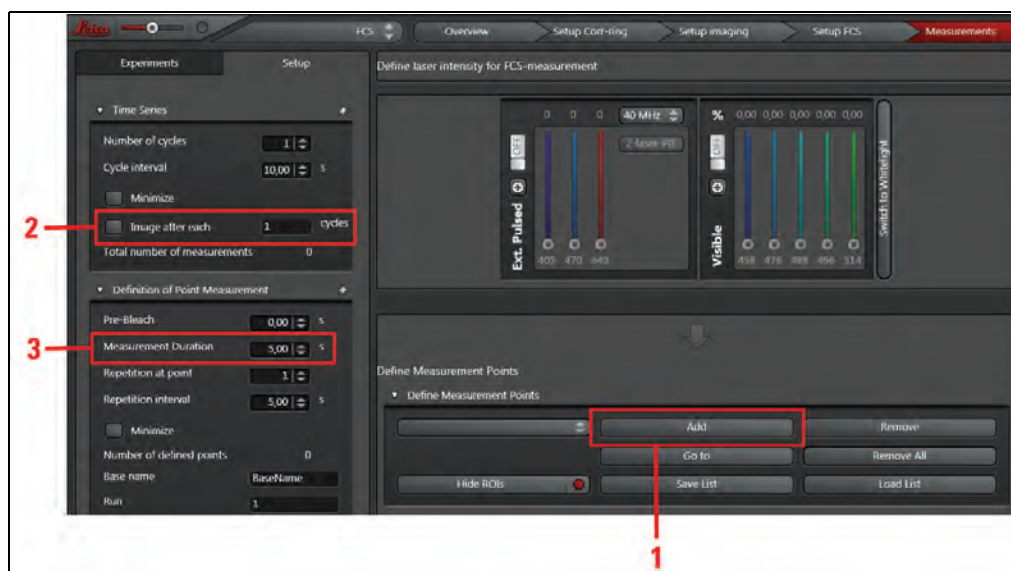 Leica
FCS
Overview
Setup Corr-ring
Setup imaging
Setup FCS
Measurements
Experiments
Setup
Define laser intensity for FCS-measurement
Time Series
Number of cycles 1
Cycle interval 10,00 s
Minimize
2
Image after each 1 cycles
Total number of measurements 0
Definition of Point Measurement
Pre-Bleach 0,00 s
3
Measurement Duration 5,00 s
Repetition at point 1
Repetition interval 5,00 s
Minimize
Number of defined points 0
Base name BaseName
Run 1
0 0 0 40 MHz
OFF
Ext. Pulsed
405 470 640
% 0,00 0,00 0,00 0,00 0,00
OFF
Visible
458 476 488 496 514
Switch to Whitelight
Define Measurement Points
Define Measurement Points
Add Remove
Go to Remove All
Hide ROIs Save List Load List
1